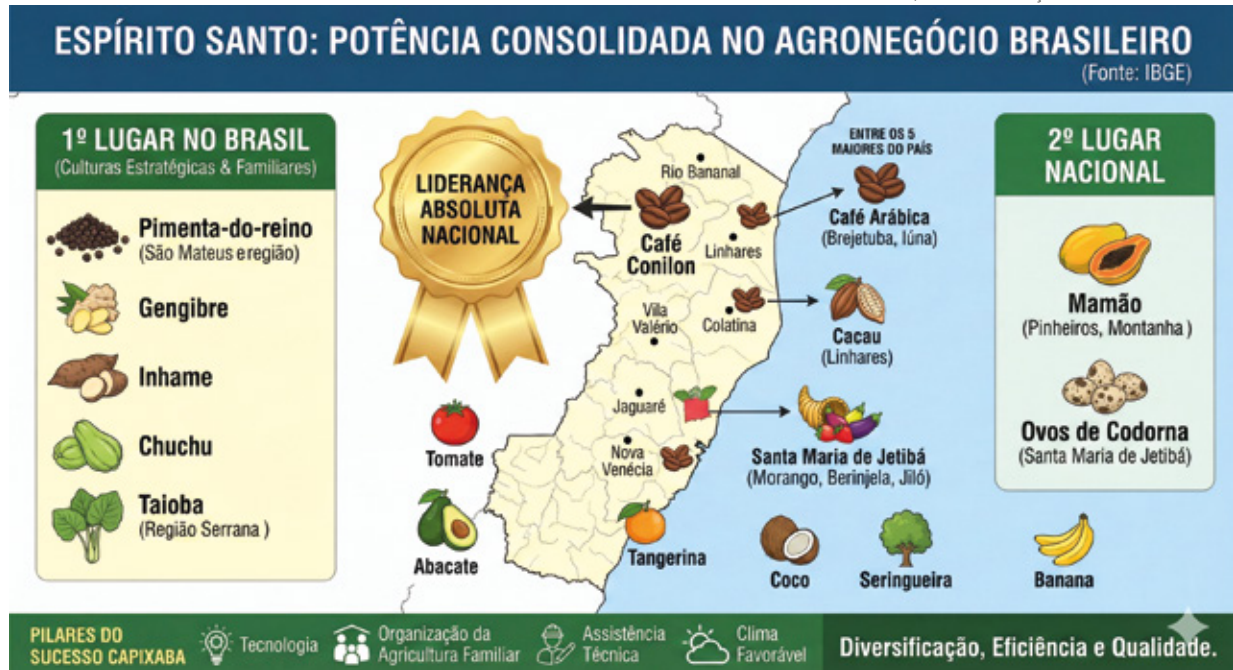 ESPÍRITO SANTO: POTÊNCIA CONSOLIDADA NO AGRONEGÓCIO BRASILEIRO
(Fonte: IBGE)
1º LUGAR NO BRASIL
(Culturas Estratégicas & Familiares)
Pimenta-do-reino
(São Mateus e região)
Gengibre
Inhame
Chuchu
Taioba
(Região Serrana )
LIDERANÇA
ABSOLUTA
NACIONAL
Rio Bananal
Café
Conilon
Linhares
Vila
Valério
Colatina
Jaguaré
Nova
Venécia
Tomate
Abacate
Tangerina
ENTRE OS 5
MAIORES DO PAÍS
Café Arábica
(Brejetuba, Iúna)
Cacau
(Linhares)
Santa Maria de Jetibá
(Morango, Berinjela, Jiló)
Coco
Seringueira
Banana
2º LUGAR
NACIONAL
Mamão
(Pinheiros, Montanha )
Ovos de Codorna
(Santa Maria de Jetibá)
PILARES DO
SUCESSO CAPIXABA
Tecnologia
Organização da
Agricultura Familiar
Assistência
Técnica
Clima
Favorável
Diversificação, Eficiência e Qualidade.